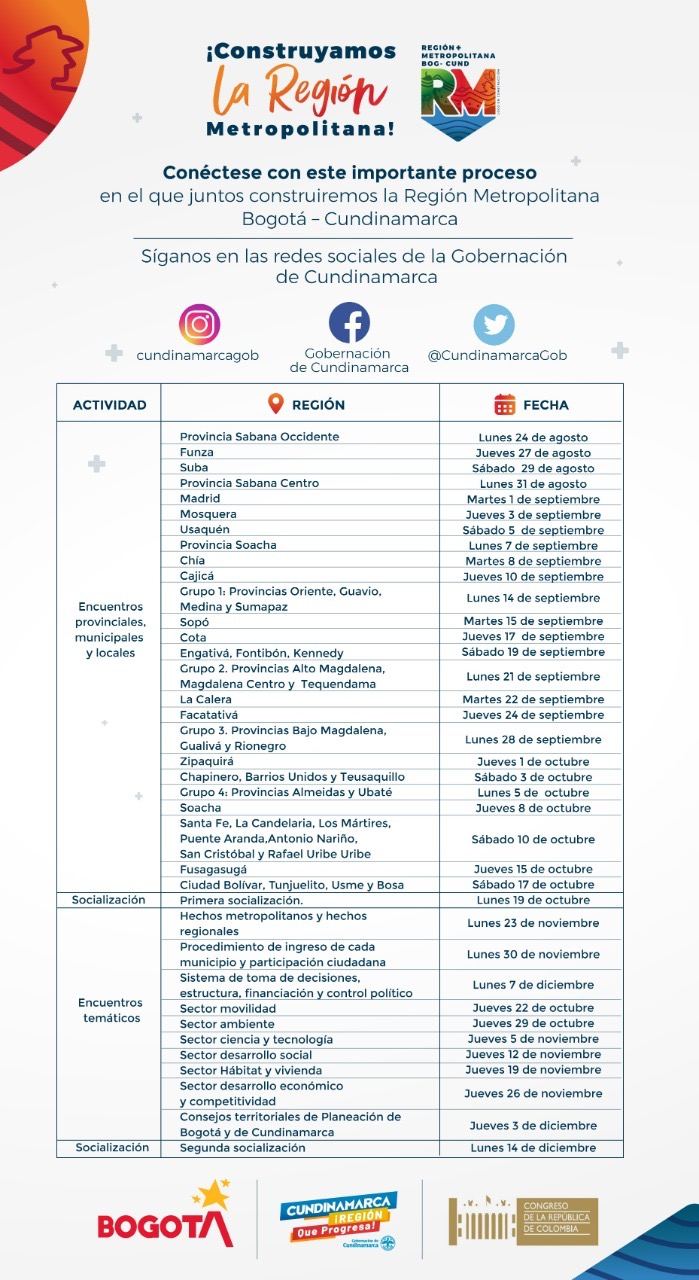 ¡Construyamos
La Región
Metropolitana!
REGIÓN+
METROPOLITANA
BOG- CUND
RM
Conéctese con este importante proceso
en el que juntos construiremos la Región Metropolitana
Bogotá – Cundinamarca
Síganos en las redes sociales de la Gobernación
de Cundinamarca
cundinamarcagob
Gobernación
de Cundinamarca
@CundinamarcaGob
ACTIVIDAD REGIÓN FECHA
Encuentros
provinciales,
municipales
y locales
Provincia Sabana Occidente Lunes 24 de agosto
Funza Jueves 27 de agosto
Suba Sábado 29 de agosto
Provincia Sabana Centro Lunes 31 de agosto
Madrid Martes 1 de septiembre
Mosquera Jueves 3 de septiembre
Usaquén Sábado 5 de septiembre
Provincia Soacha Lunes 7 de septiembre
Chía Martes 8 de septiembre
Cajicá Jueves 10 de septiembre
Grupo 1: Provincias Oriente, Guavio,
Medina y Sumapaz
Lunes 14 de septiembre
Sopó Martes 15 de septiembre
Cota Jueves 17 de septiembre
Engativá, Fontibón, Kennedy Sábado 19 de septiembre
Grupo 2. Provincias Alto Magdalena,
Magdalena Centro y Tequendama
Lunes 21 de septiembre
La Calera Martes 22 de septiembre
Facatativá Jueves 24 de septiembre
Grupo 3. Provincias Bajo Magdalena,
Gualivá y Rionegro
Lunes 28 de septiembre
Zipaquirá Jueves 1 de octubre
Chapinero, Barrios Unidos y Teusaquillo Sábado 3 de octubre
Grupo 4: Provincias Almeidas y Ubaté Lunes 5 de octubre
Soacha Jueves 8 de octubre
Santa Fe, La Candelaria, Los Mártires,
Puente Aranda,Antonio Nariño,
San Cristóbal y Rafael Uribe Uribe
Sábado 10 de octubre
Fusagasugá Jueves 15 de octubre
Ciudad Bolívar, Tunjuelito, Usme y Bosa Sábado 17 de octubre
Socialización Primera socialización. Lunes 19 de octubre
Encuentros
temáticos
Hechos metropolitanos y hechos
regionales
Lunes 23 de noviembre
Procedimiento de ingreso de cada
municipio y participación ciudadana
Lunes 30 de noviembre
Sistema de toma de decisiones,
estructura, financiación y control político
Lunes 7 de diciembre
Sector movilidad Jueves 22 de octubre
Sector ambiente Jueves 29 de octubre
Sector ciencia y tecnología Jueves 5 de noviembre
Sector desarrollo social Jueves 12 de noviembre
Sector Hábitat y vivienda Jueves 19 de noviembre
Sector desarrollo económico
y competitividad
Jueves 26 de noviembre
Consejos territoriales de Planeación de
Bogotá y de Cundinamarca
Jueves 3 de diciembre
Socialización Segunda socialización Lunes 14 de diciembre
BOGOTÁ
CUNDINAMARCA
¡REGIÓN
Que Progresa!
Gobernación de
Cundinamarca
CONGRESO
DE LA REPÚBLICA
DE COLOMBIA